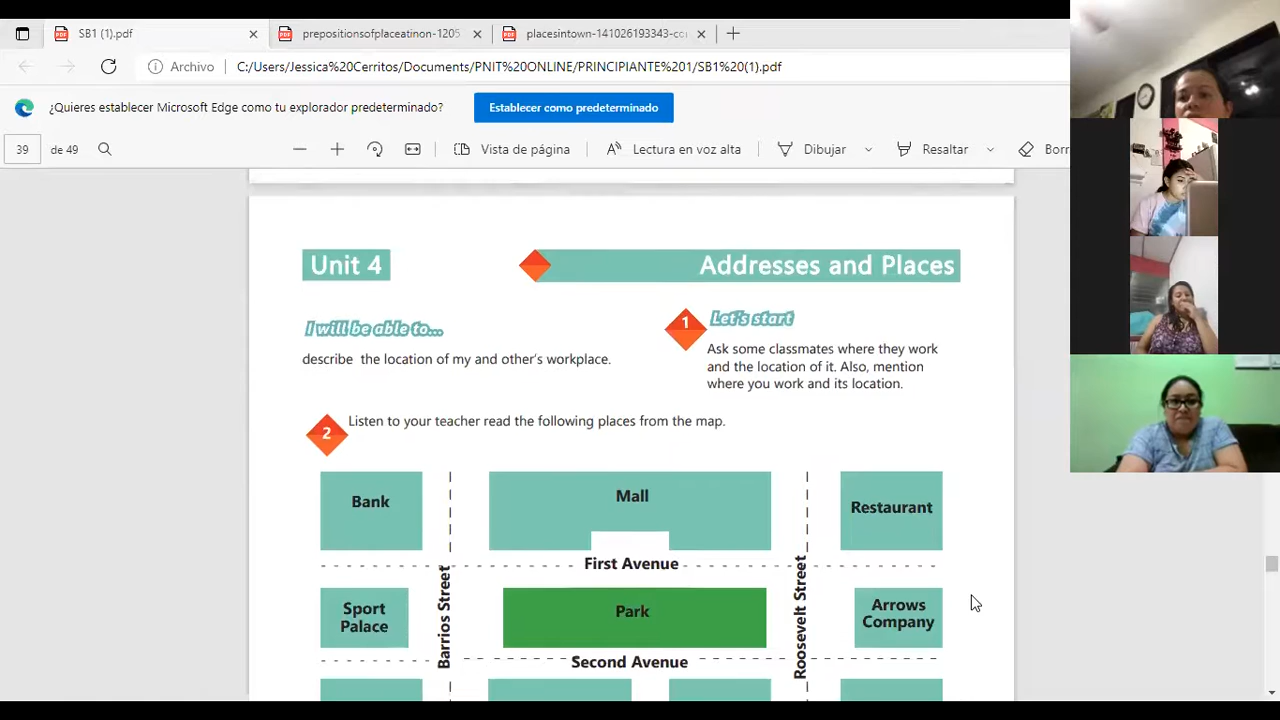 SB1 (1).pdf
prepositionsofplaceatinon-1205
placesintown-141026193343-co
Archivo
C:/Users/Jessica%20Cerritos/Documents/PNIT%20ONLINE/PRINCIPIANTE%201/SB1%20(1).pdf
¿Quieres establecer Microsoft Edge como tu explorador predeterminado?
Establecer como predeterminado
39
de 49
Vista de página
Lectura en voz alta
Dibujar
Resaltar
Borr
Unit 4
Addresses and Places
I will be able to...
describe the location of my and other's workplace.
1
Let's start
Ask some classmates where they work
and the location of it. Also, mention
where you work and its location.
2
Listen to your teacher read the following places from the map.
Bank
Mall
Restaurant
First Avenue
Barrios Street
Roosevelt Street
Sport
Palace
Park
Arrows
Company
Second Avenue